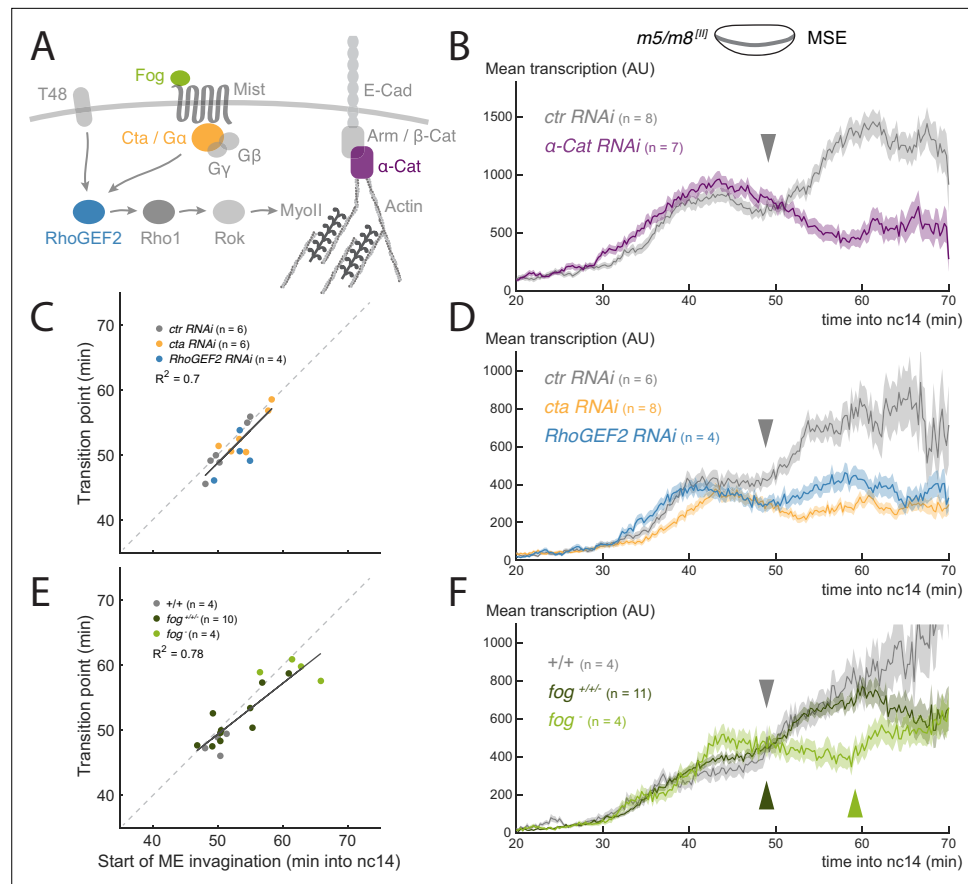 A
T48
Fog
Mist
E-Cad
Cta / Gα
Gβ
Gγ
Arm / β-Cat
α-Cat
RhoGEF2
Rho1
Rok
MyoII
Actin
B
m5/m8 [II]
MSE
Mean transcription (AU)
ctr RNAi (n = 8)
α-Cat RNAi (n = 7)
1500
1000
500
20 30 40 50 60 70
time into nc14 (min)
C
Transition point (min)
ctr RNAi (n = 6)
cta RNAi (n = 6)
RhoGEF2 RNAi (n = 4)
R² = 0.7
70
60
50
40
D
Mean transcription (AU)
ctr RNAi (n = 6)
cta RNAi (n = 8)
RhoGEF2 RNAi (n = 4)
1000
800
600
400
200
0
20 30 40 50 60 70
time into nc14 (min)
E
Transition point (min)
+/+ (n = 4)
fog +/+/- (n = 10)
fog - (n = 4)
R² = 0.78
70
60
50
40
40 50 60 70
Start of ME invagination (min into nc14)
F
Mean transcription (AU)
+/+ (n = 4)
fog +/+/- (n = 11)
fog - (n = 4)
1000
800
600
400
200
0
20 30 40 50 60 70
time into nc14 (min)